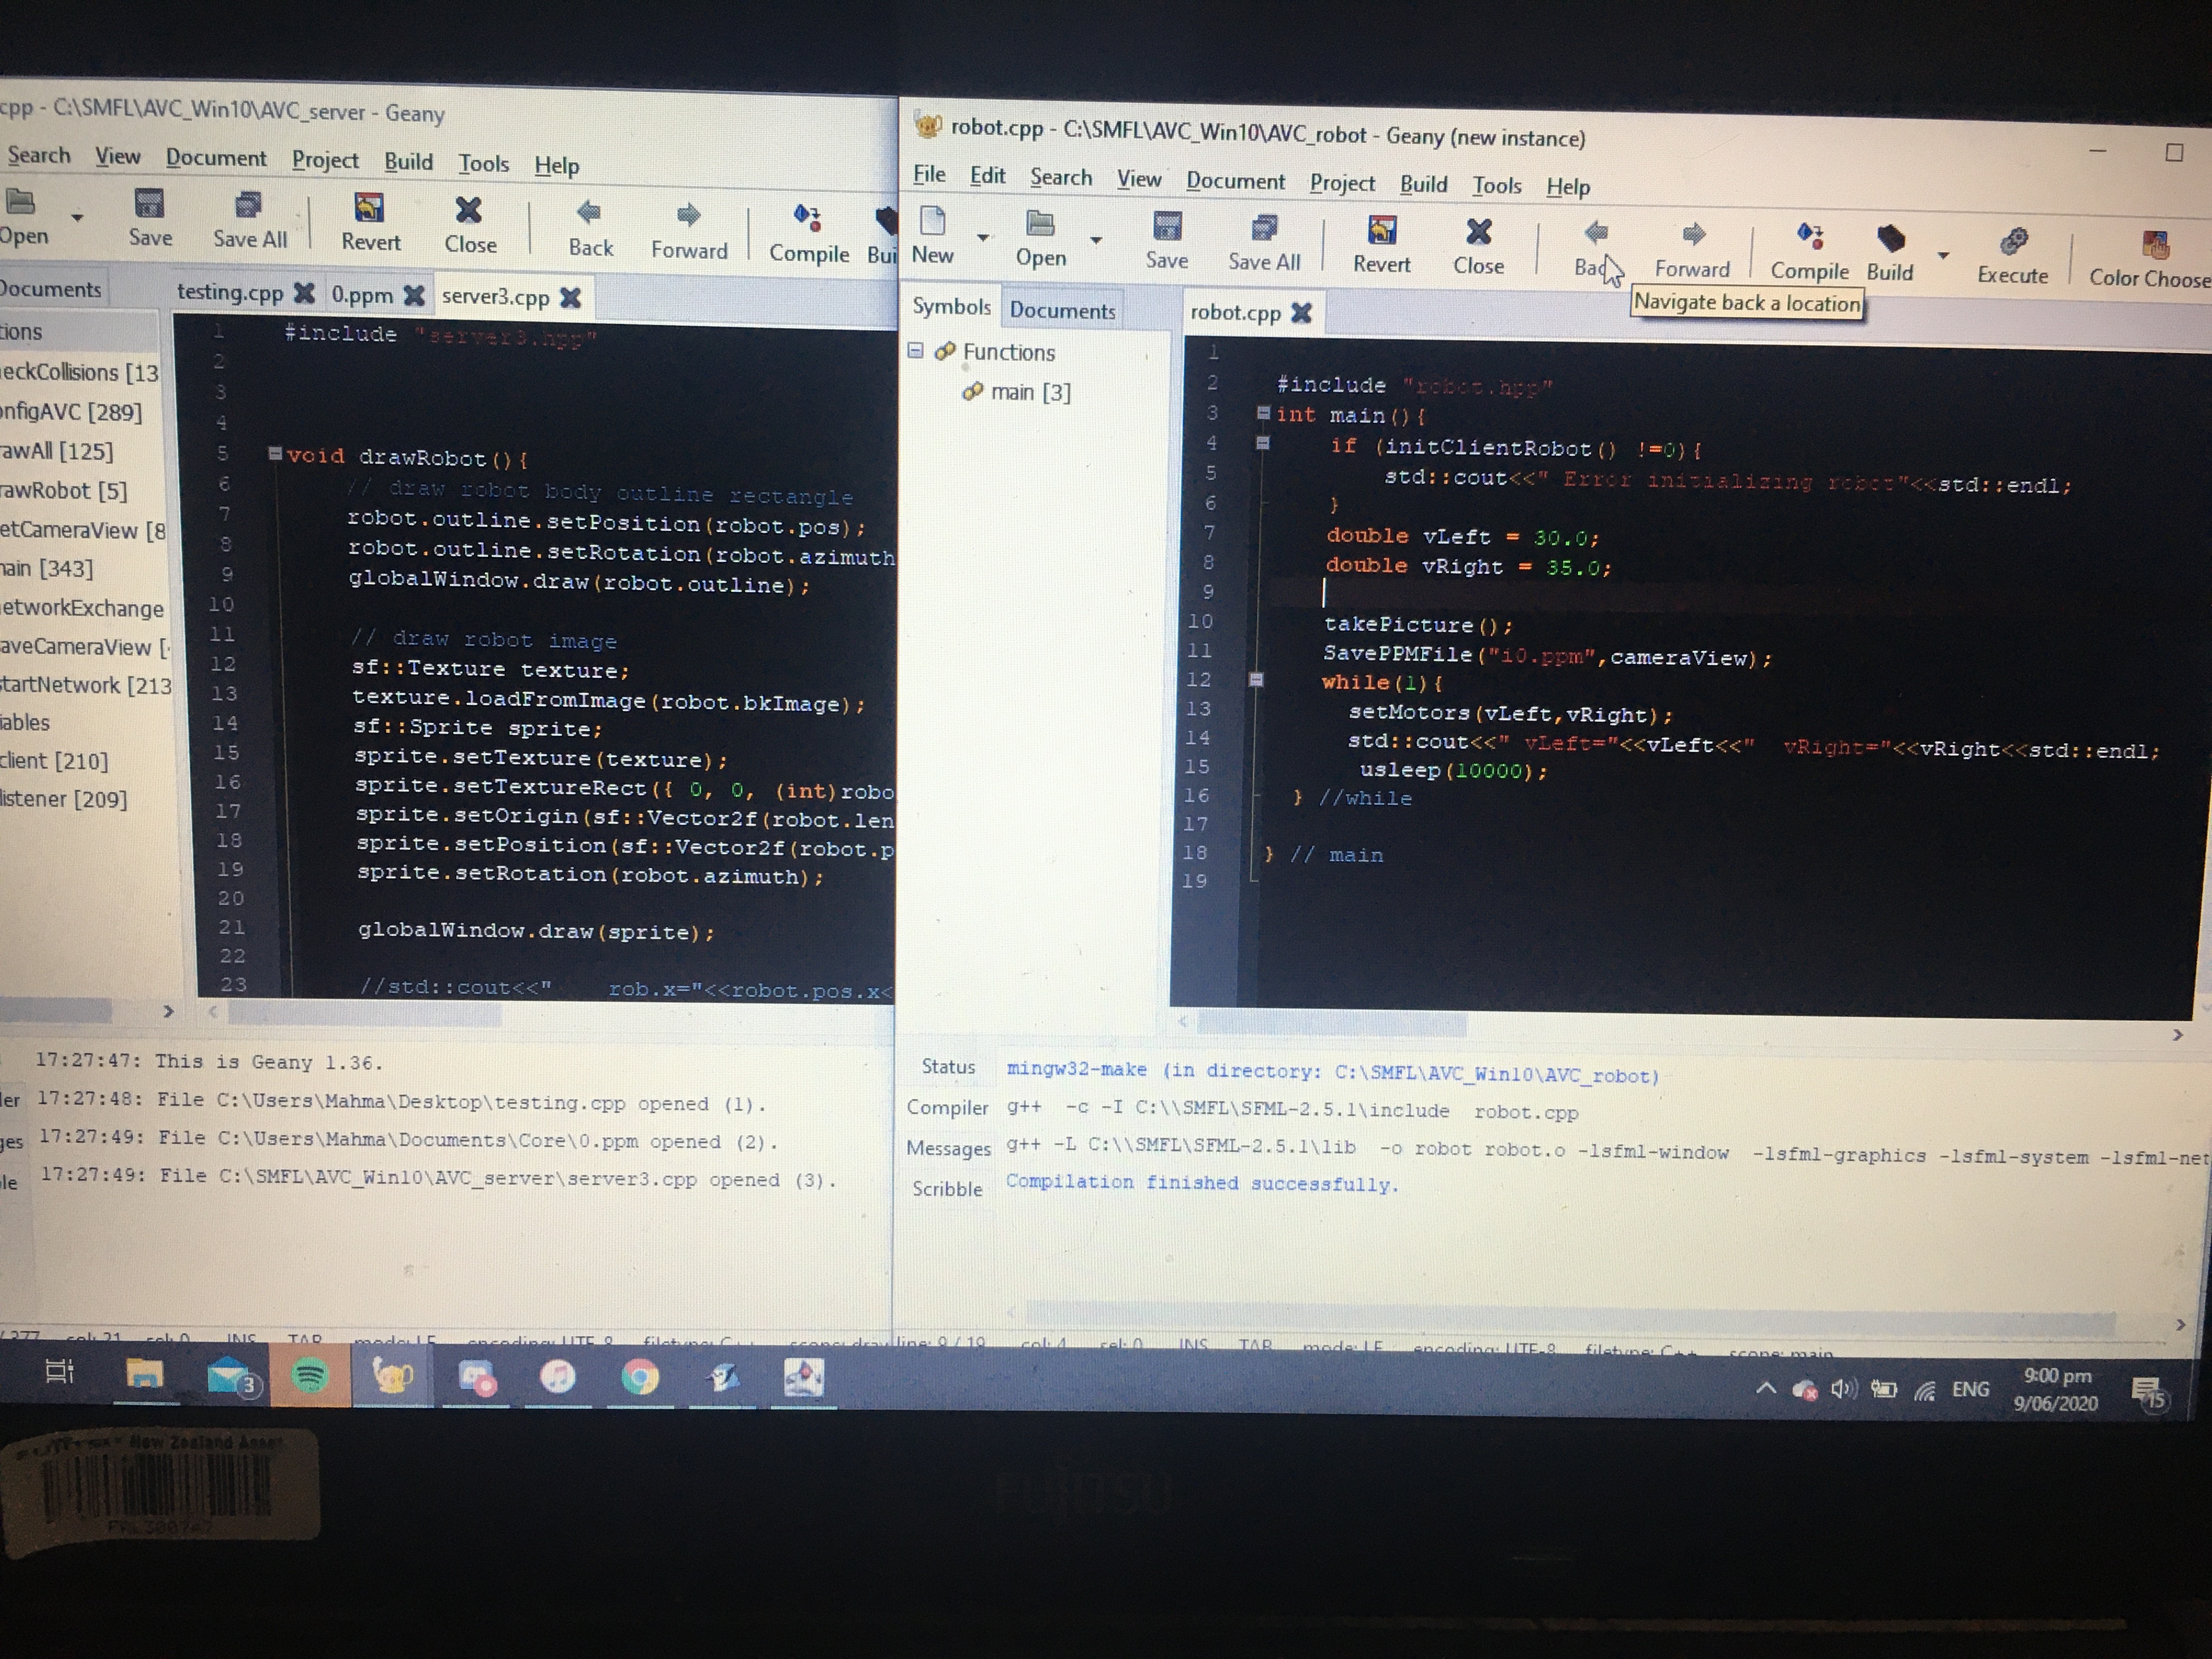 cpp - C:\SMFL\AVC_Win10\AVC_server - Geany
Search View Document Project Build Tools Help
Open Save Save All Revert Close Back Forward Compile Bui
Documents
testing.cpp 0.ppm server3.cpp
tions
eckCollisions [13
onfigAVC [289]
rawAll [125]
rawRobot [5]
etCameraView [8
ain [343]
etworkExchange
aveCameraView [
tartNetwork [213
iables
client [210]
listener [209]
1 #include "server3.hpp"
2
3
4
5 void drawRobot(){
6 // draw robot body outline rectangle
7 robot.outline.setPosition(robot.pos);
8 robot.outline.setRotation(robot.azimuth
9 globalWindow.draw(robot.outline);
10
11 // draw robot image
12 sf::Texture texture;
13 texture.loadFromImage(robot.bkImage);
14 sf::Sprite sprite;
15 sprite.setTexture(texture);
16 sprite.setTextureRect({ 0, 0, (int)robo
17 sprite.setOrigin(sf::Vector2f(robot.len
18 sprite.setPosition(sf::Vector2f(robot.p
19 sprite.setRotation(robot.azimuth);
20
21 globalWindow.draw(sprite);
22
23 //std::cout<<" rob.x="<<robot.pos.x<
17:27:47: This is Geany 1.36.
ler 17:27:48: File C:\Users\Mahma\Desktop\testing.cpp opened (1).
ges 17:27:49: File C:\Users\Mahma\Documents\Core\0.ppm opened (2).
le 17:27:49: File C:\SMFL\AVC_Win10\AVC_server\server3.cpp opened (3).
robot.cpp - C:\SMFL\AVC_Win10\AVC_robot - Geany (new instance)
File Edit Search View Document Project Build Tools Help
New Open Save Save All Revert Close Bac Forward Compile Build Execute Color Choose
Navigate back a location
Symbols Documents
robot.cpp
Functions
main [3]
1
2 #include "robot.hpp"
3 int main(){
4 if (initClientRobot() !=0){
5 std::cout<<" Error initializing robot"<<std::endl;
6 }
7 double vLeft = 30.0;
8 double vRight = 35.0;
9
10 takePicture();
11 SavePPMFile("i0.ppm",cameraView);
12 while(1){
13 setMotors(vLeft,vRight);
14 std::cout<<" vLeft="<<vLeft<<"  vRight="<<vRight<<std::endl;
15 usleep(10000);
16 } //while
17
18 } // main
19
Status
Compiler
Messages
Scribble
mingw32-make (in directory: C:\SMFL\AVC_Win10\AVC_robot)
g++ -c -I C:\\SMFL\SFML-2.5.1\include robot.cpp
g++ -L C:\\SMFL\SFML-2.5.1\lib -o robot robot.o -lsfml-window -lsfml-graphics -lsfml-system -lsfml-net
Compilation finished successfully.
line: 9 / 19 col: 4 sel: 0 INS TAB mode: LF encoding: UTF-8 filetype: C++ scope: main
3
ENG
9:00 pm
9/06/2020
15
New Zealand Asset
FUJITSU